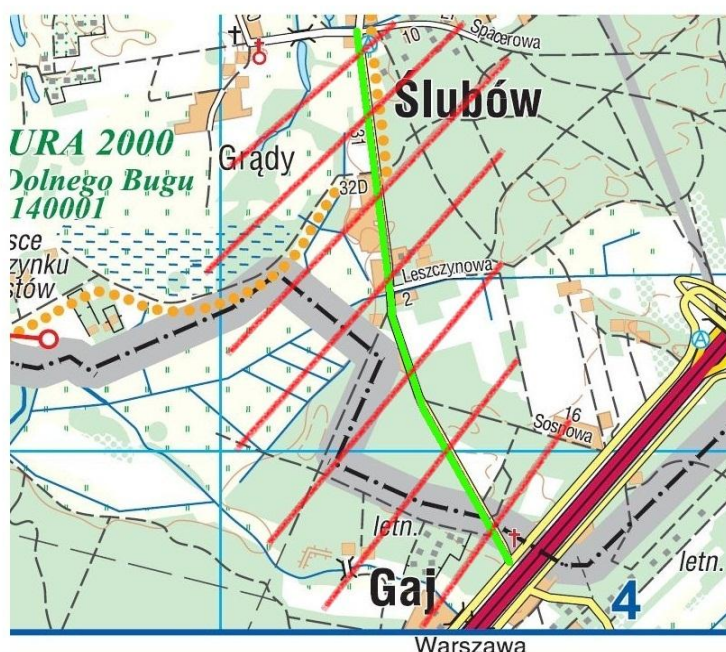 Spacerowa
10
A
Ślubów
URA 2000
Grądy
31
Dolnego Bugu
140001
32D
sce
zynku
stów
Leszczynowa
2
A
16
Sosnowa
letn.
letn.
Gaj
4
Warszawa